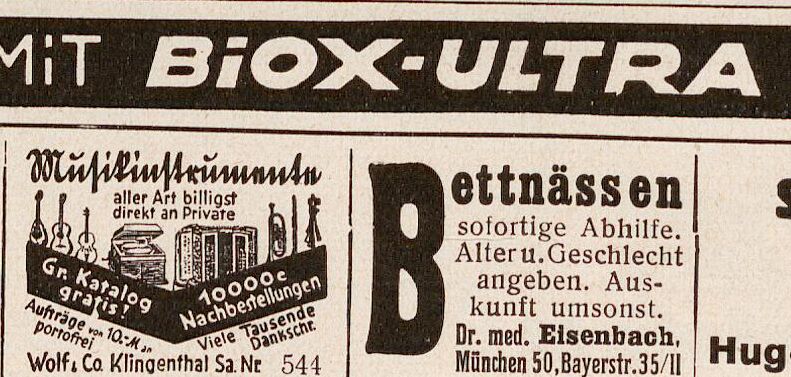 MiT BiOX-ULTRA
Musikinstrumente
aller Art billigst
direkt an Private
Gr. Katalog
gratis!
10000e
Nachbestellungen
Aufträge von 10.-M. an
portofrei
Viele Tausende
Dankschr.
Wolf & Co. Klingenthal Sa. Nr 544
Bettnässen
sofortige Abhilfe.
Alter u. Geschlecht
angeben. Aus-
kunft umsonst.
Dr. med. Eisenbach,
München 50, Bayerstr. 35/II
Hug-